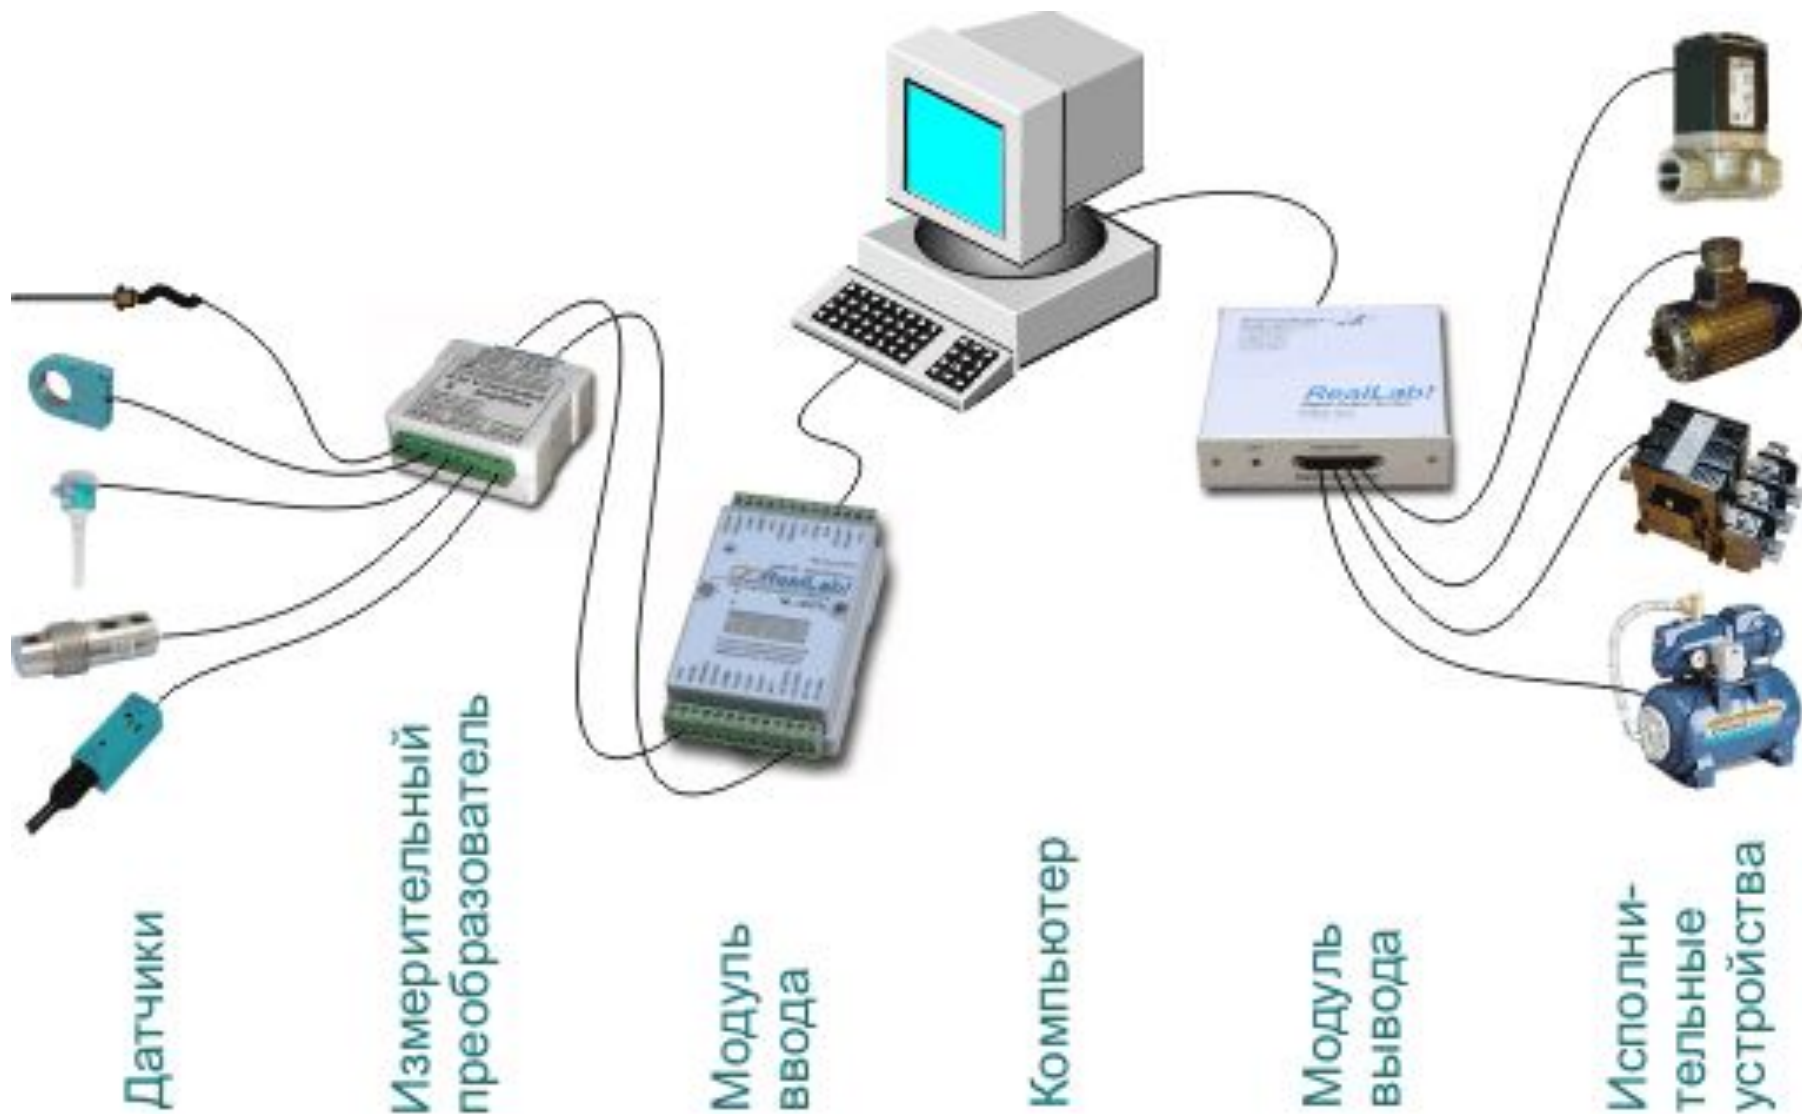 Датчики
Измерительный
преобразователь
Модуль
ввода
Компьютер
Модуль
вывода
Исполни-
тельные
устройства
RealLab!
RealLab!